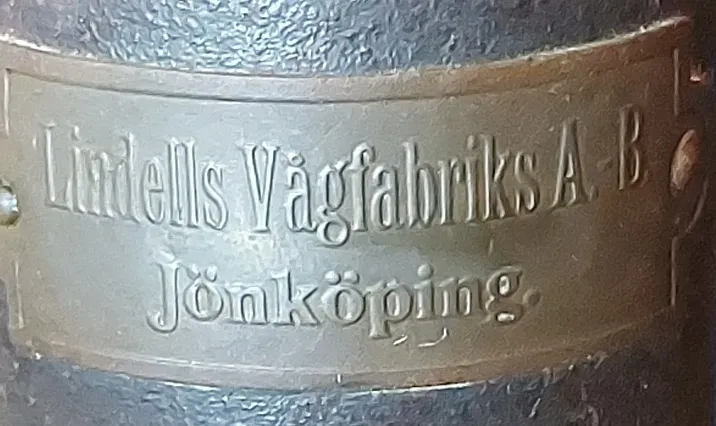 Lindells Vågfabriks A.-B.
Jönköping.